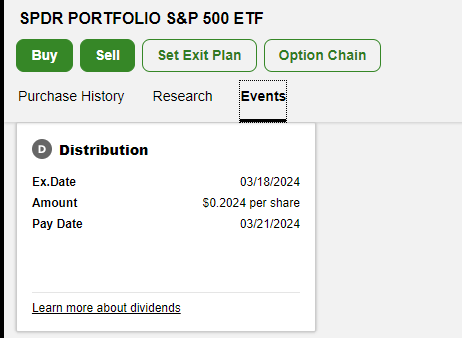 SPDR PORTFOLIO S&P 500 ETF
Buy Sell Set Exit Plan Option Chain
Purchase History Research Events
D Distribution
Ex.Date 03/18/2024
Amount $0.2024 per share
Pay Date 03/21/2024
Learn more about dividends